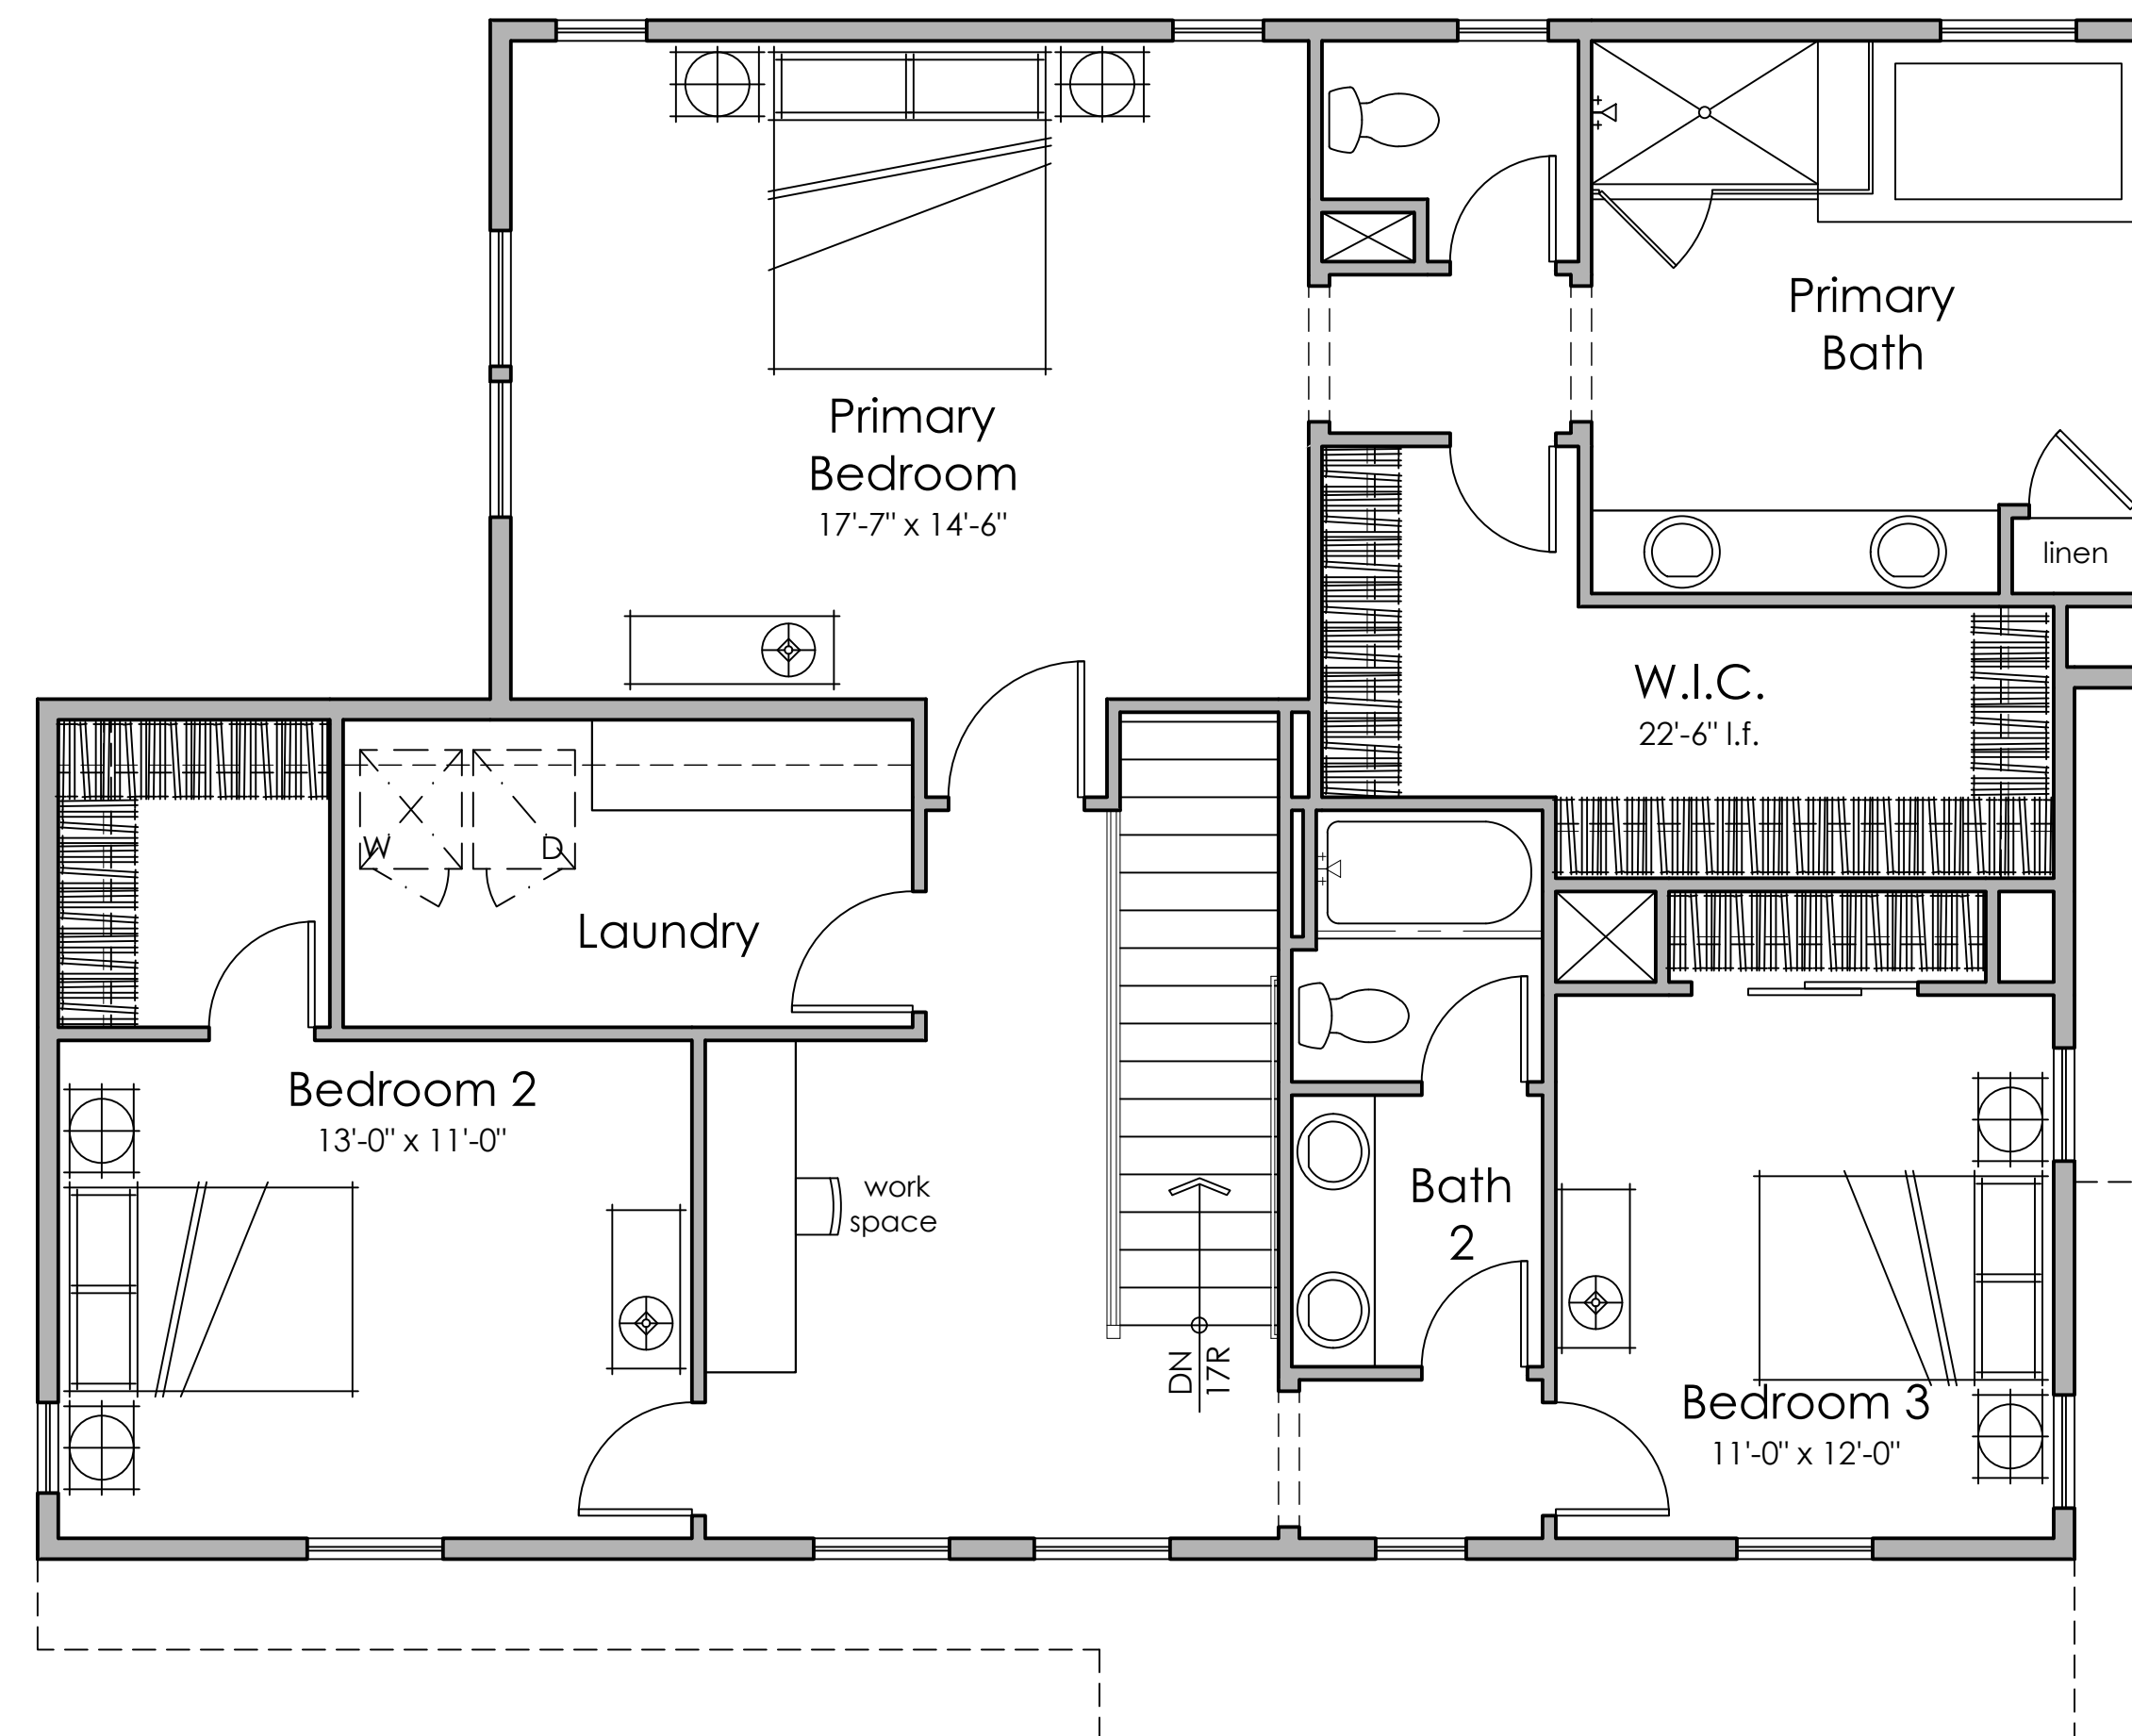 Primary
Bath
Primary
Bedroom
17'-7" x 14'-6"
linen
W.I.C.
22'-6" l.f.
W
D
Laundry
Bedroom 2
13'-0" x 11'-0"
work
space
Bath
2
DN
17R
Bedroom 3
11'-0" x 12'-0"